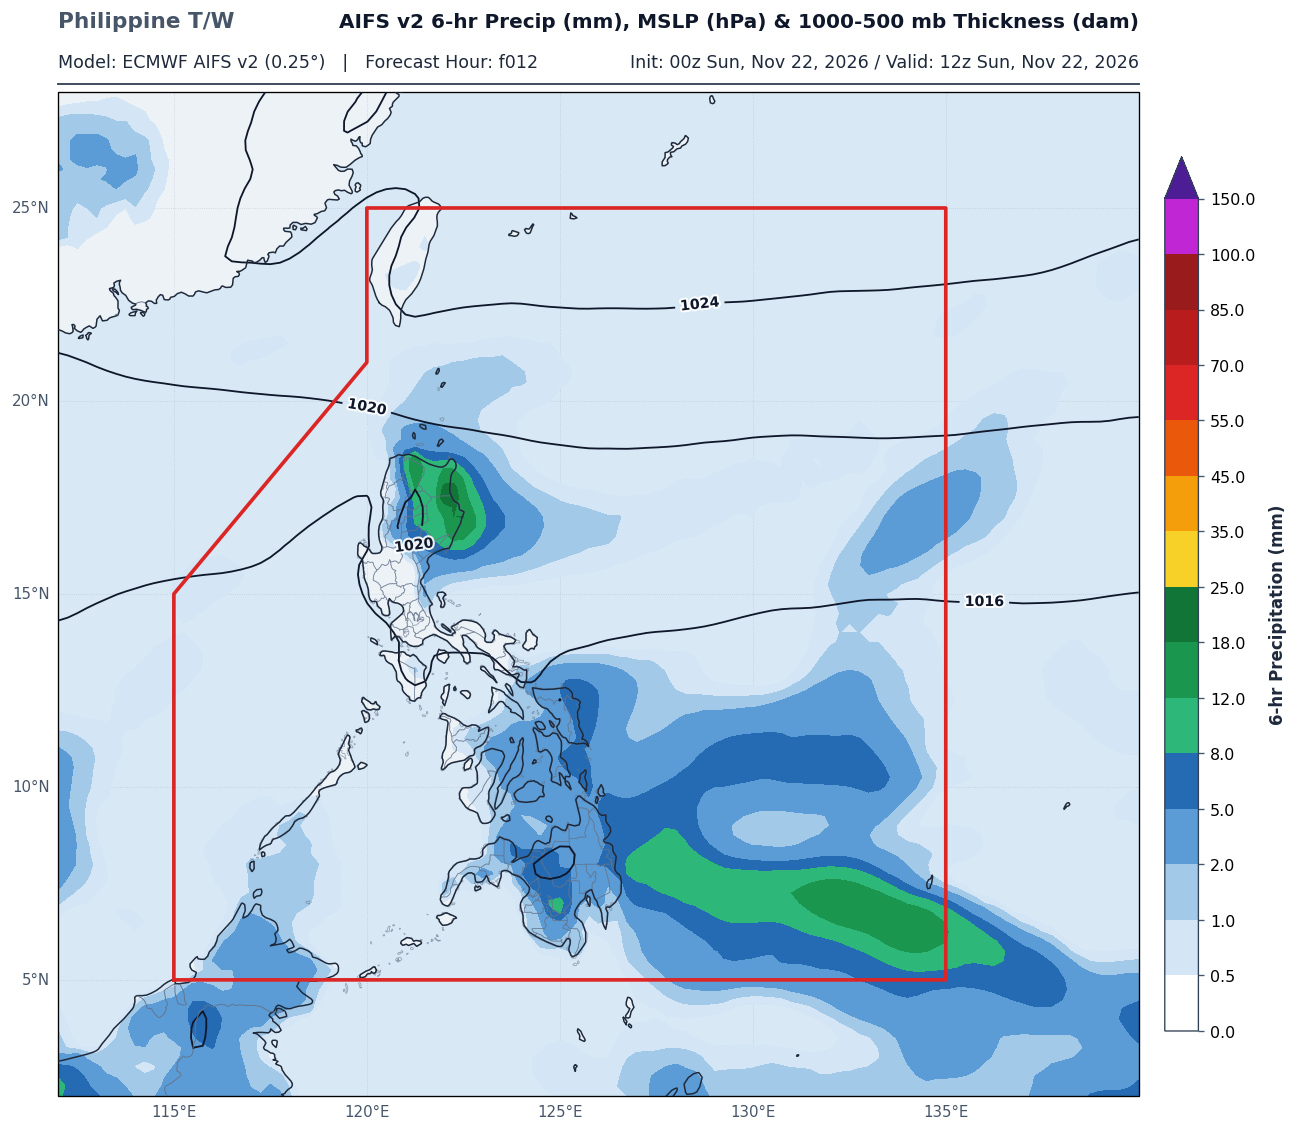 Philippine T/W
AIFS v2 6-hr Precip (mm), MSLP (hPa) & 1000-500 mb Thickness (dam)
Model: ECMWF AIFS v2 (0.25°) | Forecast Hour: f012
Init: 00z Sun, Nov 22, 2026 / Valid: 12z Sun, Nov 22, 2026
25°N
20°N
15°N
10°N
5°N
1024
1020
1020
1016
115°E
120°E
125°E
130°E
135°E
150.0
100.0
85.0
70.0
55.0
45.0
35.0
25.0
18.0
12.0
8.0
5.0
2.0
1.0
0.5
0.0
6-hr Precipitation (mm)